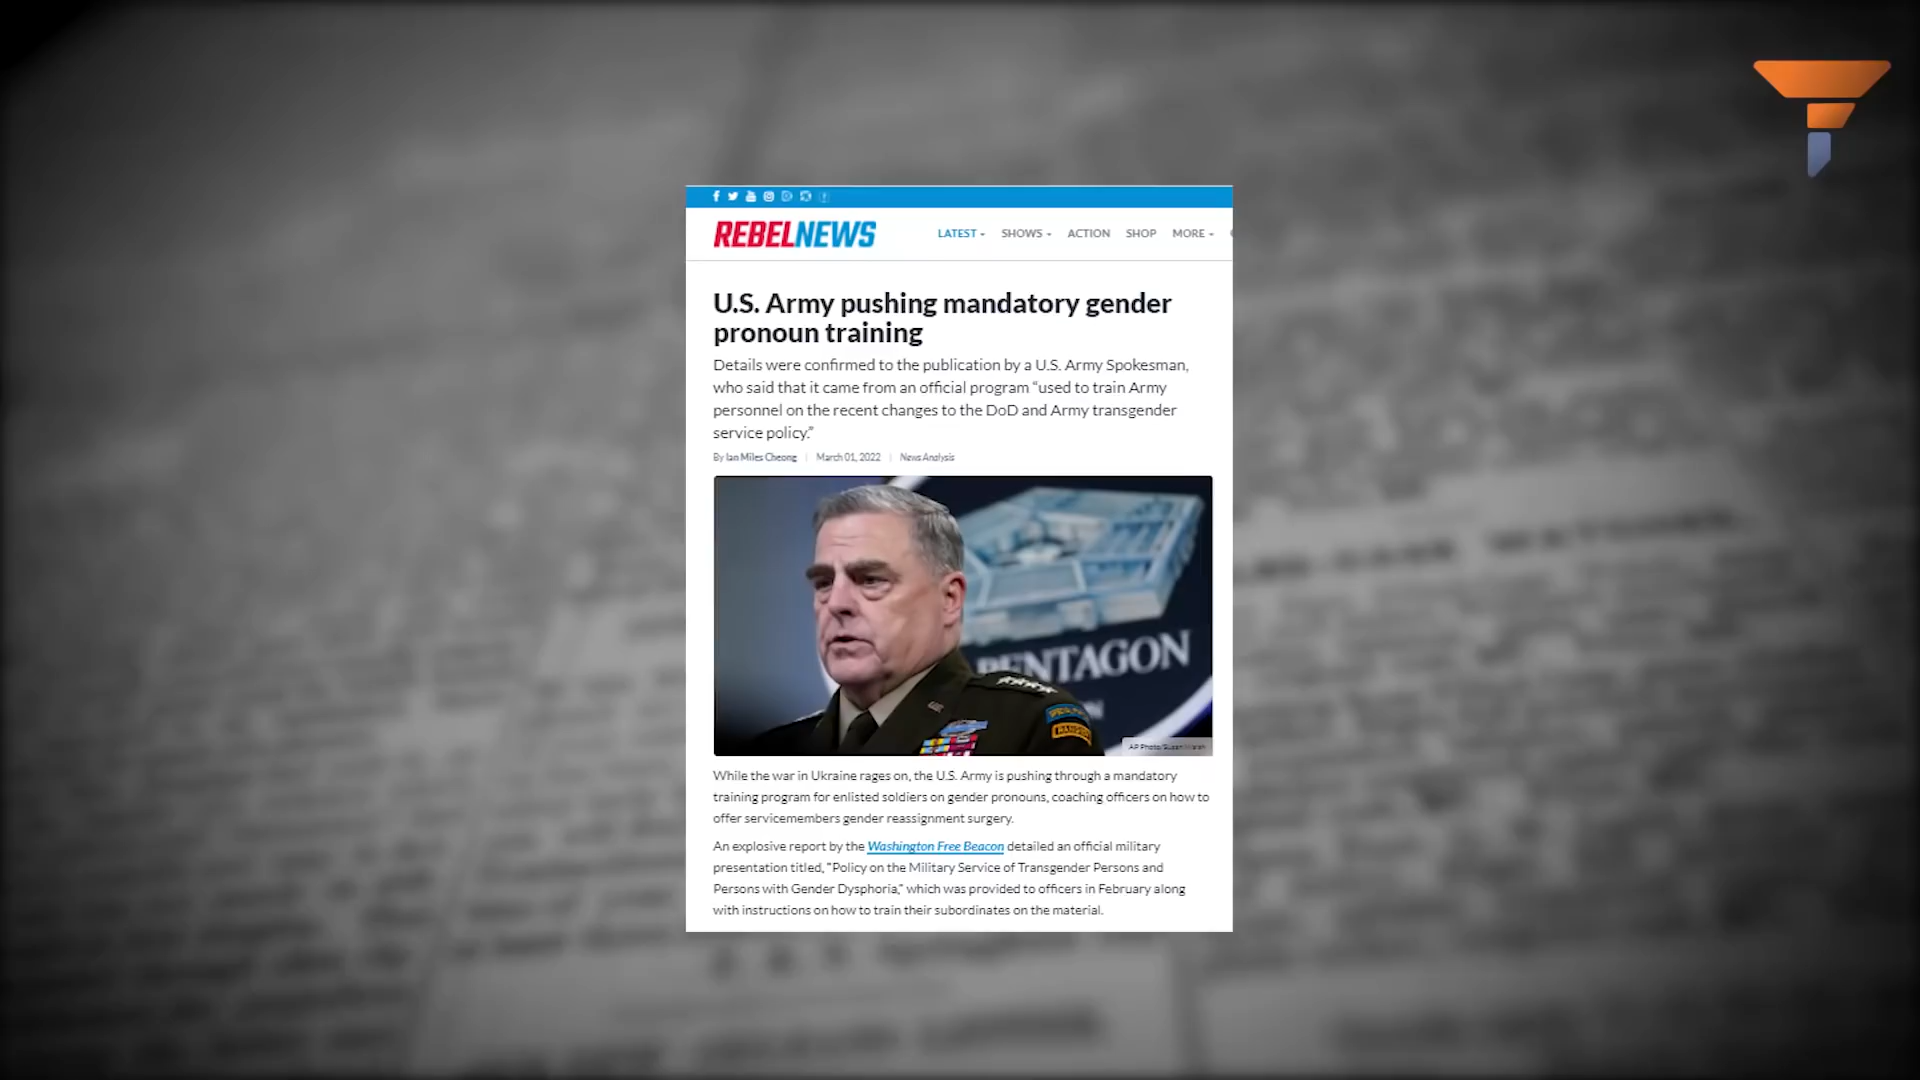 REBELNEWS
LATEST SHOWS ACTION SHOP MORE
U.S. Army pushing mandatory gender
pronoun training
Details were confirmed to the publication by a U.S. Army Spokesman,
who said that it came from an official program “used to train Army
personnel on the recent changes to the DoD and Army transgender
service policy.”
By Ian Miles Cheong | March 01, 2022 | News Analysis
PENTAGON
RANGER
AP Photo/Susan Walsh
While the war in Ukraine rages on, the U.S. Army is pushing through a mandatory
training program for enlisted soldiers on gender pronouns, coaching officers on how to
offer servicemembers gender reassignment surgery.
An explosive report by the Washington Free Beacon detailed an official military
presentation titled, "Policy on the Military Service of Transgender Persons and
Persons with Gender Dysphoria," which was provided to officers in February along
with instructions on how to train their subordinates on the material.